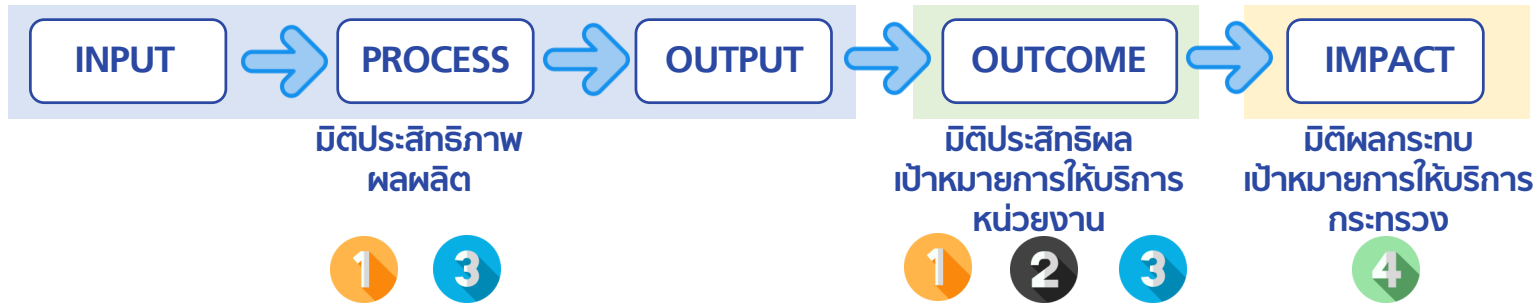 INPUT PROCESS OUTPUT OUTCOME IMPACT
มิติประสิทธิภาพ
ผลผลิต
มิติประสิทธิผล
เป้าหมายการให้บริการ
หน่วยงาน
มิติผลกระทบ
เป้าหมายการให้บริการ
กระทรวง
1 3
1 2 3
4